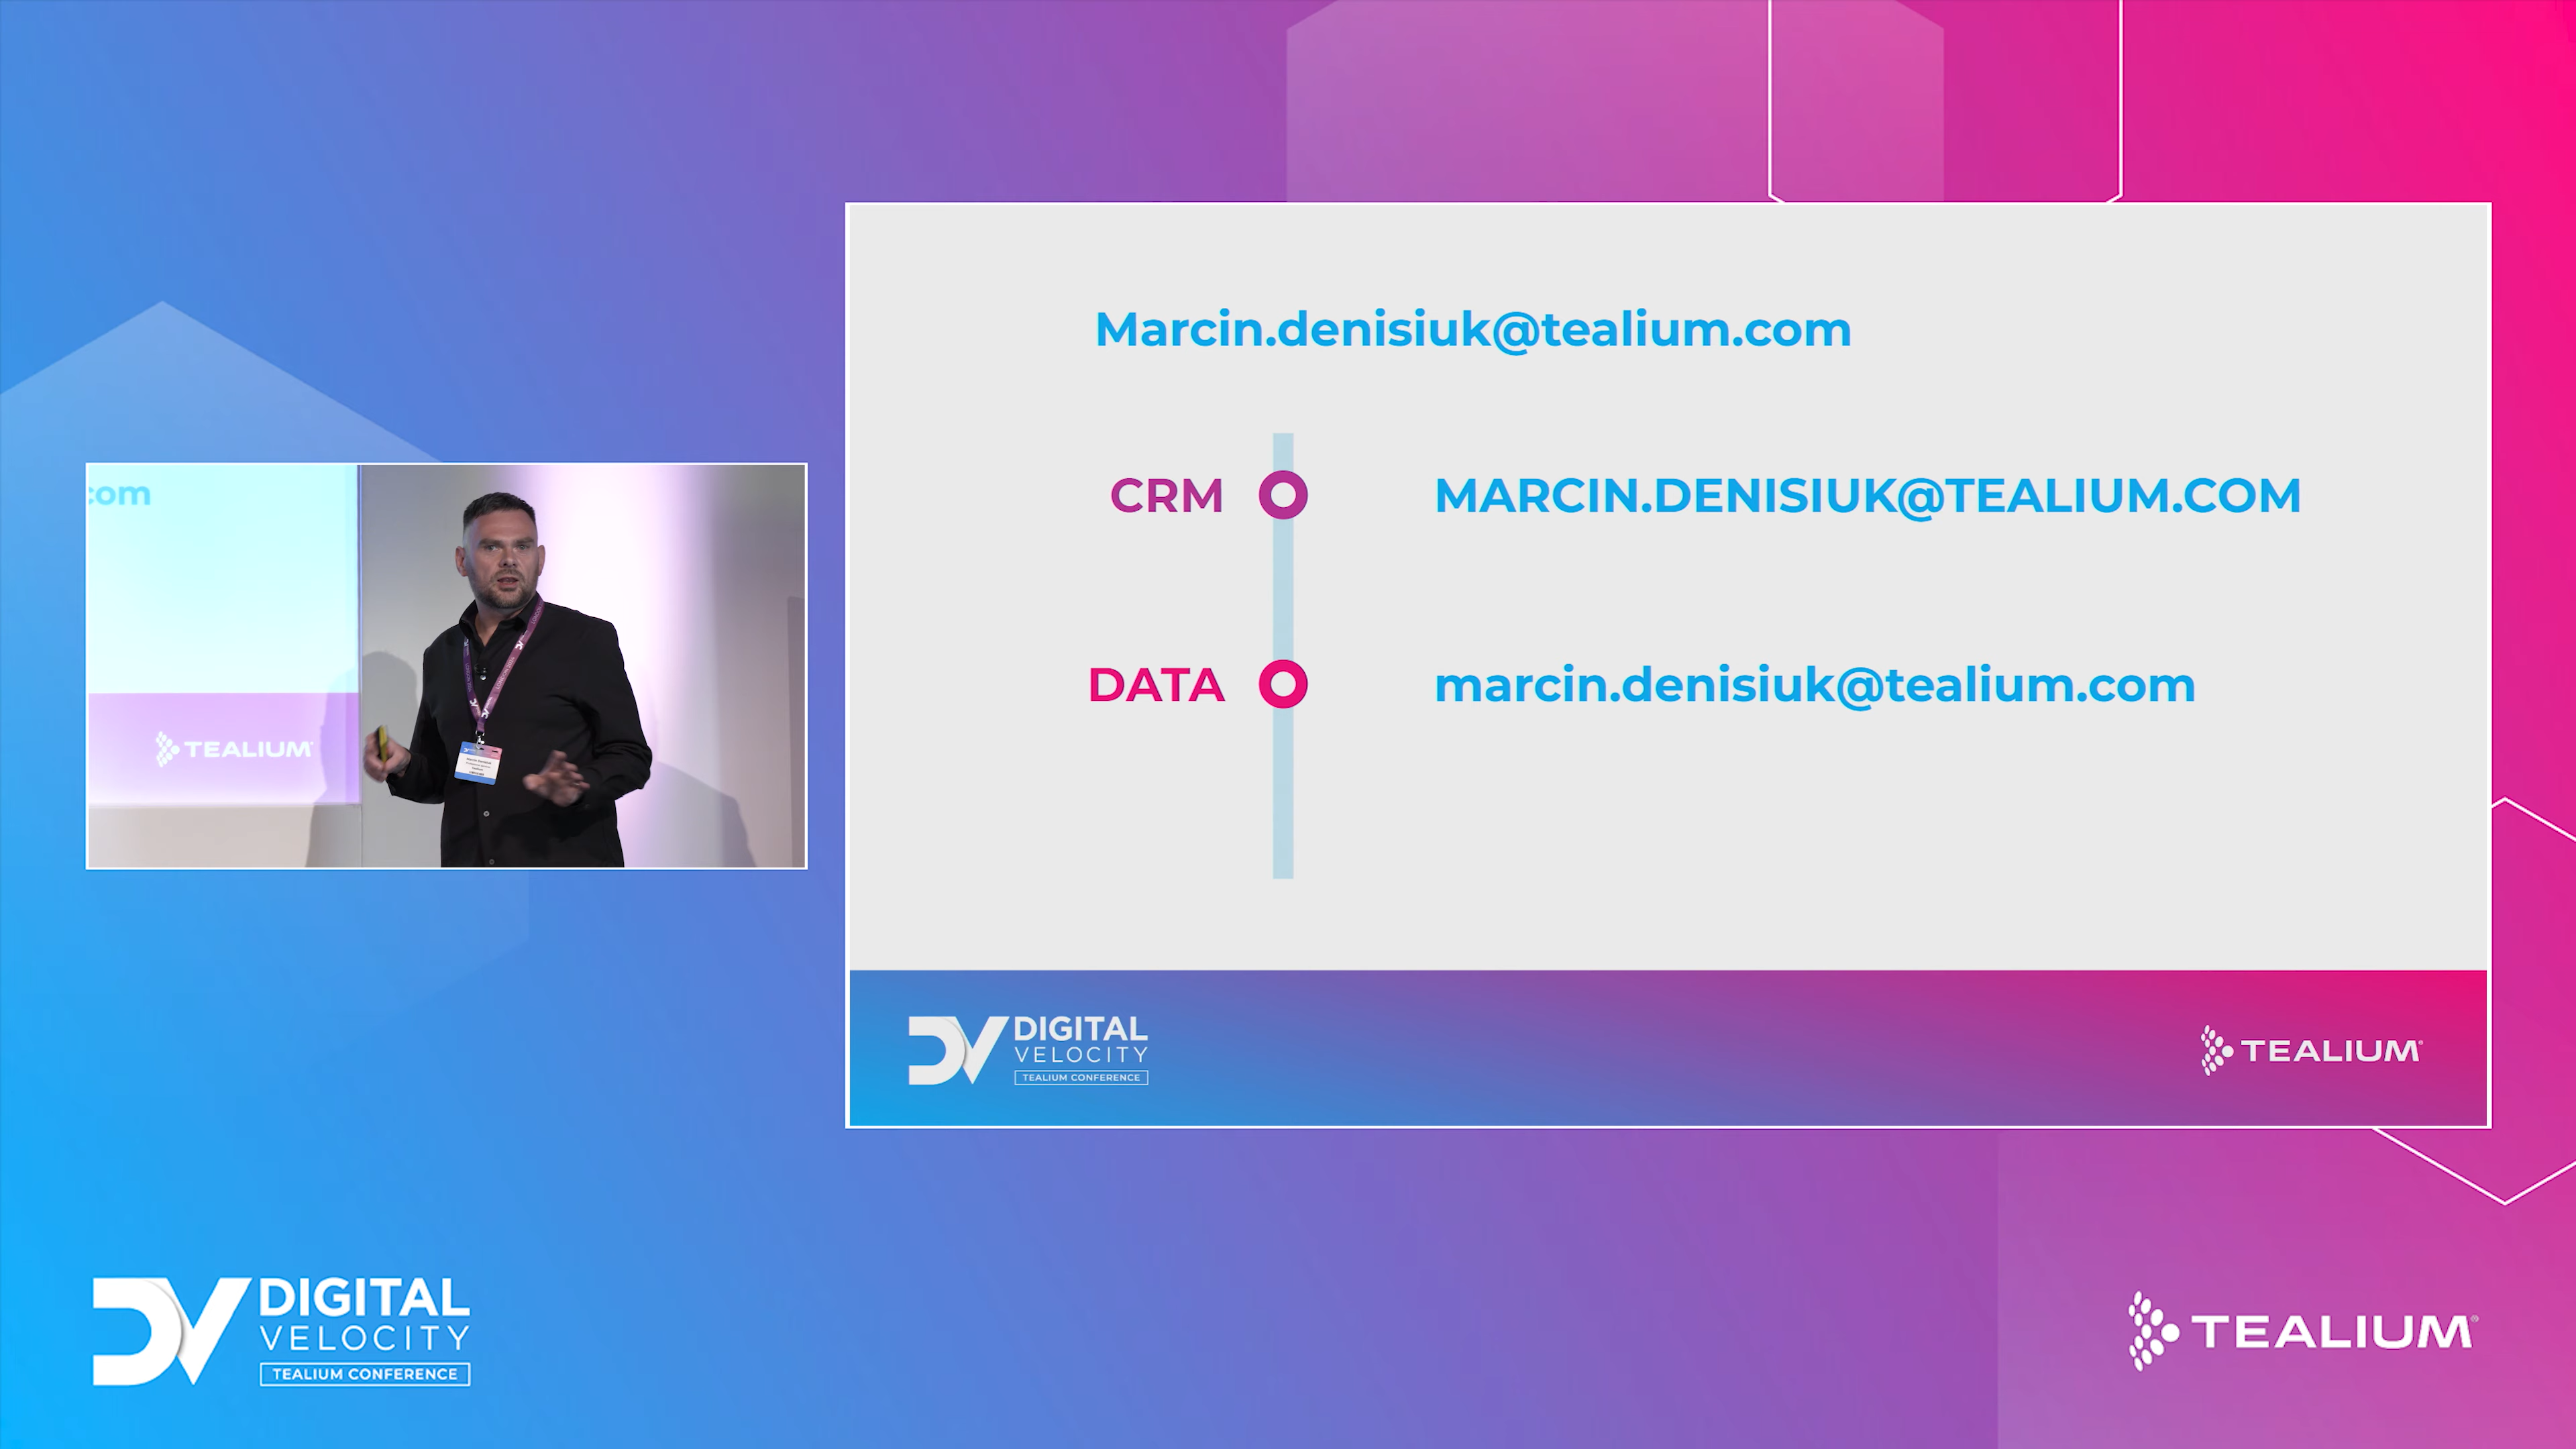 Marcin.denisiuk@tealium.com
CRM MARCIN.DENISIUK@TEALIUM.COM
DATA marcin.denisiuk@tealium.com
DIGITAL
VELOCITY
TEALIUM CONFERENCE
TEALIUM
com
TEALIUM
DIGITAL
VELOCITY
TEALIUM CONFERENCE
TEALIUM